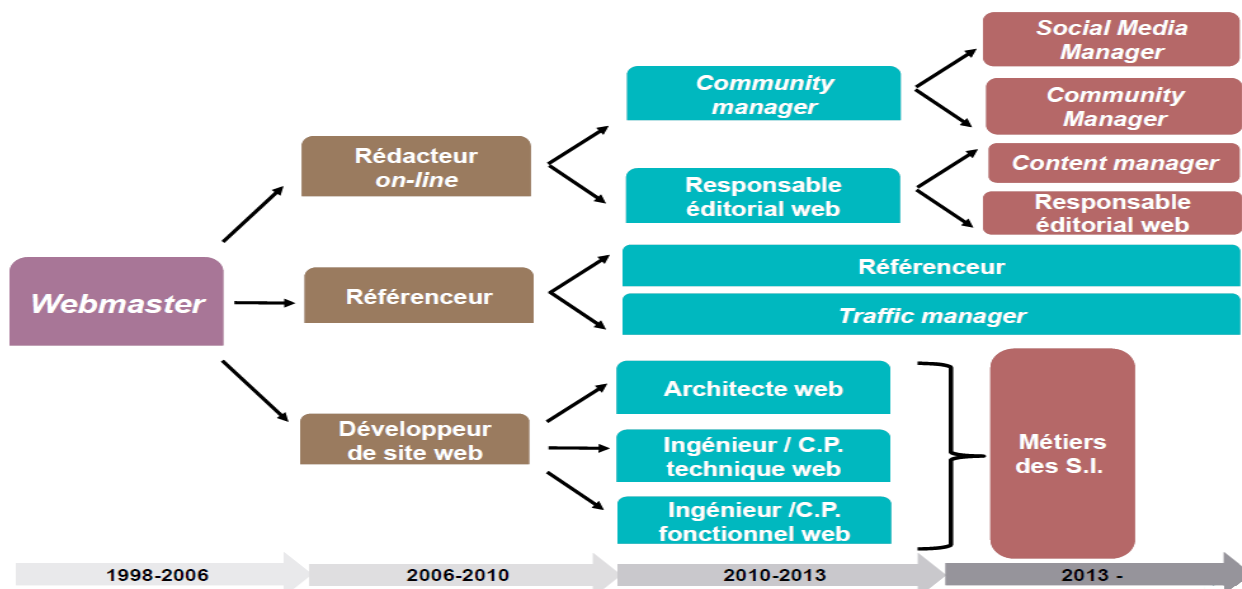 Social Media
Manager
Community
manager
Community
Manager
Rédacteur
on-line
Content manager
Responsable
éditorial web
Responsable
éditorial web
Webmaster
Référenceur
Référenceur
Traffic manager
Architecte web
Développeur
de site web
Ingénieur / C.P.
technique web
Métiers
des S.I.
Ingénieur /C.P.
fonctionnel web
1998-2006
2006-2010
2010-2013
2013 -